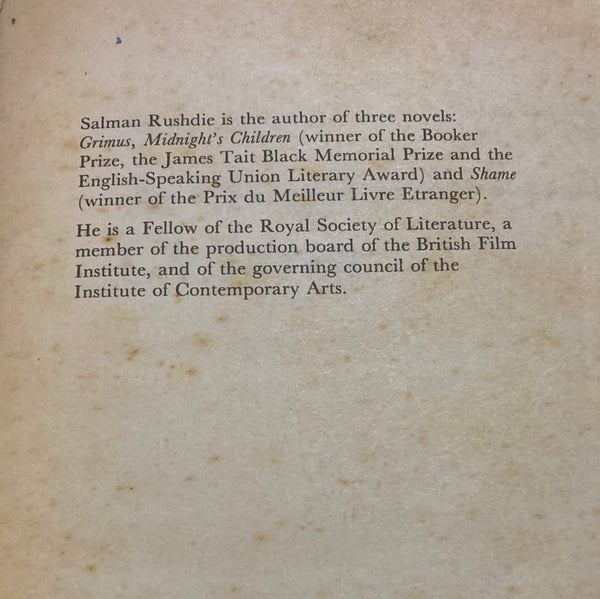 Salman Rushdie is the author of three novels:
Grimus, Midnight's Children (winner of the Booker
Prize, the James Tait Black Memorial Prize and the
English-Speaking Union Literary Award) and Shame
(winner of the Prix du Meilleur Livre Etranger).
He is a Fellow of the Royal Society of Literature, a
member of the production board of the British Film
Institute, and of the governing council of the
Institute of Contemporary Arts.